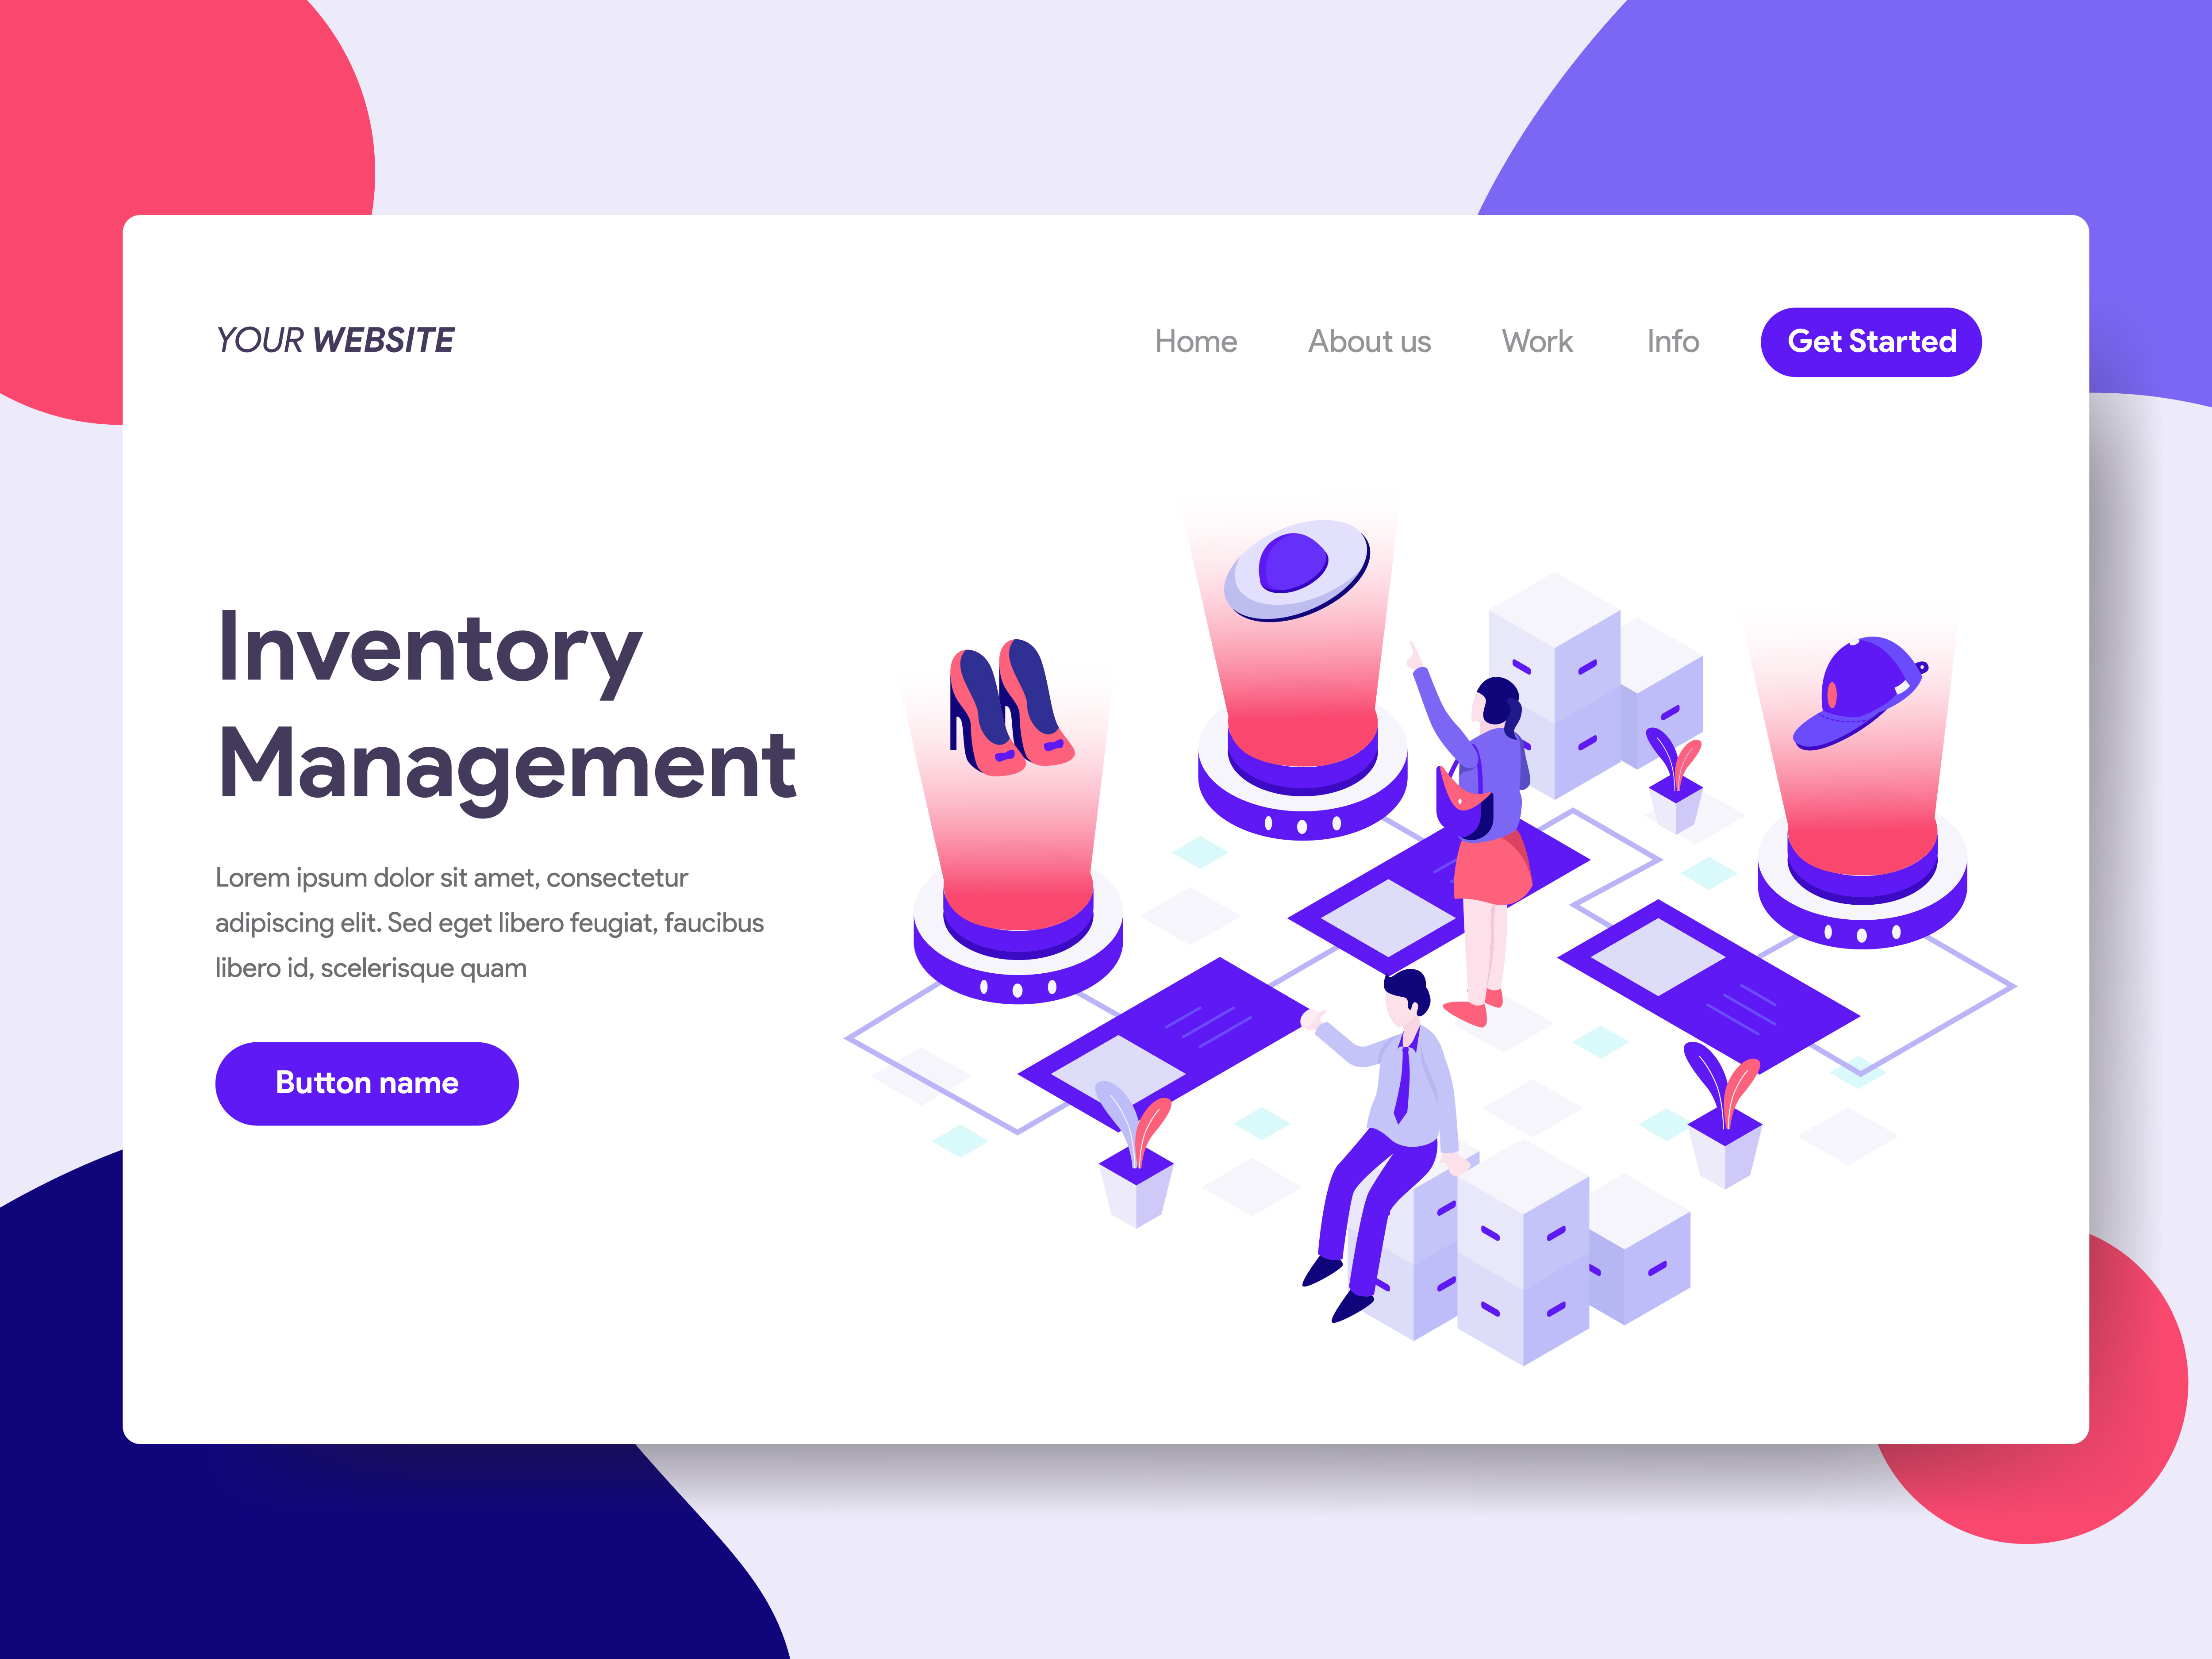 YOUR WEBSITE
Home About us Work Info Get Started
Inventory
Management
Lorem ipsum dolor sit amet, consectetur
adipiscing elit. Sed eget libero feugiat, faucibus
libero id, scelerisque quam
Button name